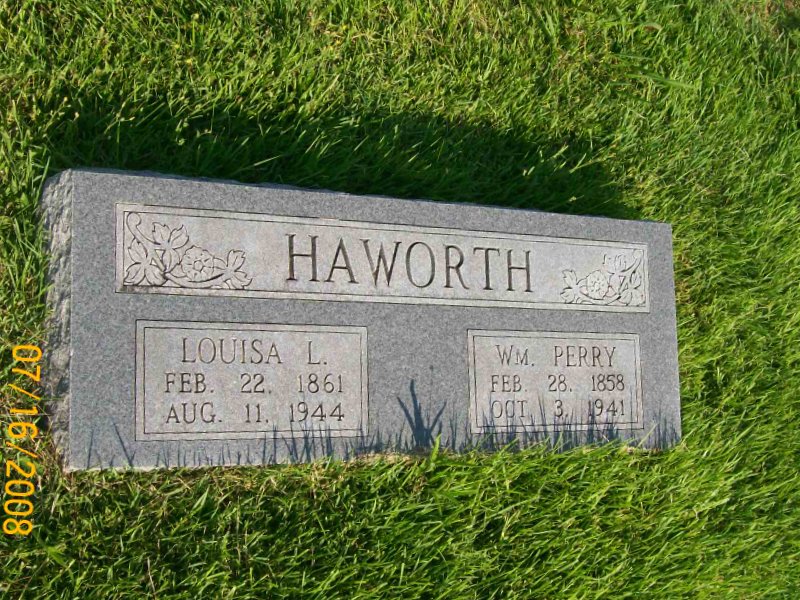 HAWORTH
LOUISA L.
FEB. 22. 1861
AUG. 11. 1944
WM. PERRY
FEB. 28. 1858
OCT. 3. 1941
07/16/2008